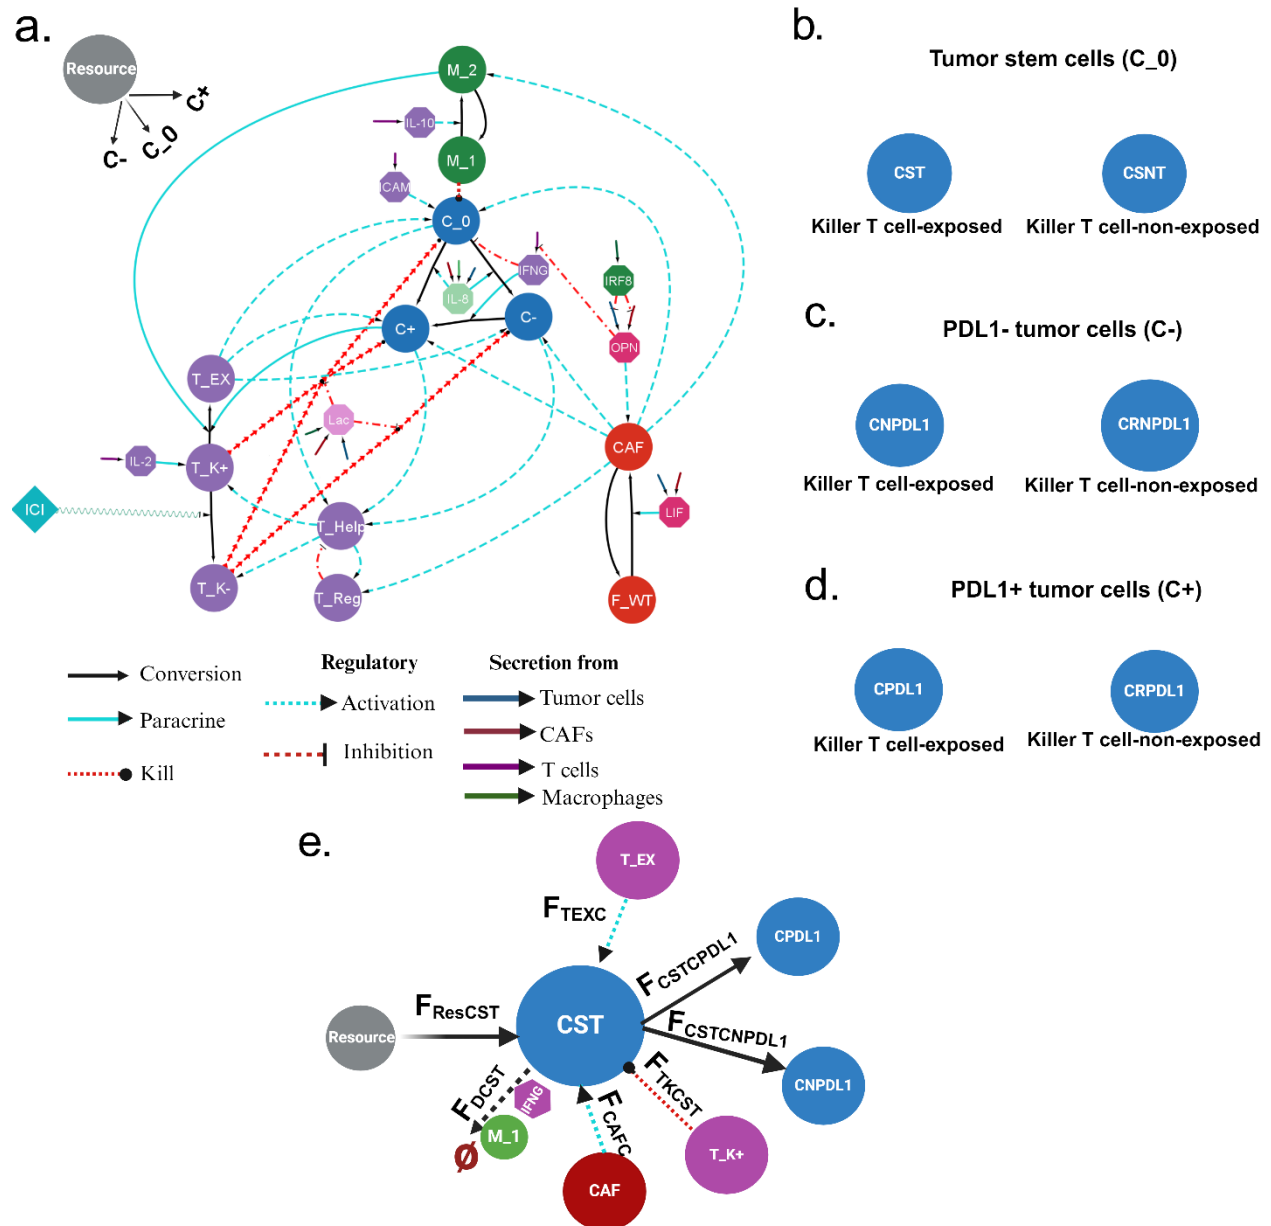 a.
Resource
C+
C_0
C-
M_2
IL-10
M_1
ICAM
C_0
IFNG
IL-8
IRF8
C+
C-
OPN
T_EX
Lac
CAF
IL-2
T_K+
ICI
T_Help
LIF
T_K-
T_Reg
F_WT
Conversion
Paracrine
Kill
Regulatory
Activation
Inhibition
Secretion from
Tumor cells
CAFs
T cells
Macrophages
b.
Tumor stem cells (C_0)
CST
Killer T cell-exposed
CSNT
Killer T cell-non-exposed
c.
PDL1- tumor cells (C-)
CNPDL1
Killer T cell-exposed
CRNPDL1
Killer T cell-non-exposed
d.
PDL1+ tumor cells (C+)
CPDL1
Killer T cell-exposed
CRPDL1
Killer T cell-non-exposed
e.
T_EX
FTEXC
CPDL1
FCSTCPDL1
FResCST
Resource
CST
FCSTCNPDL1
CNPDL1
FDCST
IFNG
M_1
Ø
FCAFC
CAF
FTKCST
T_K+